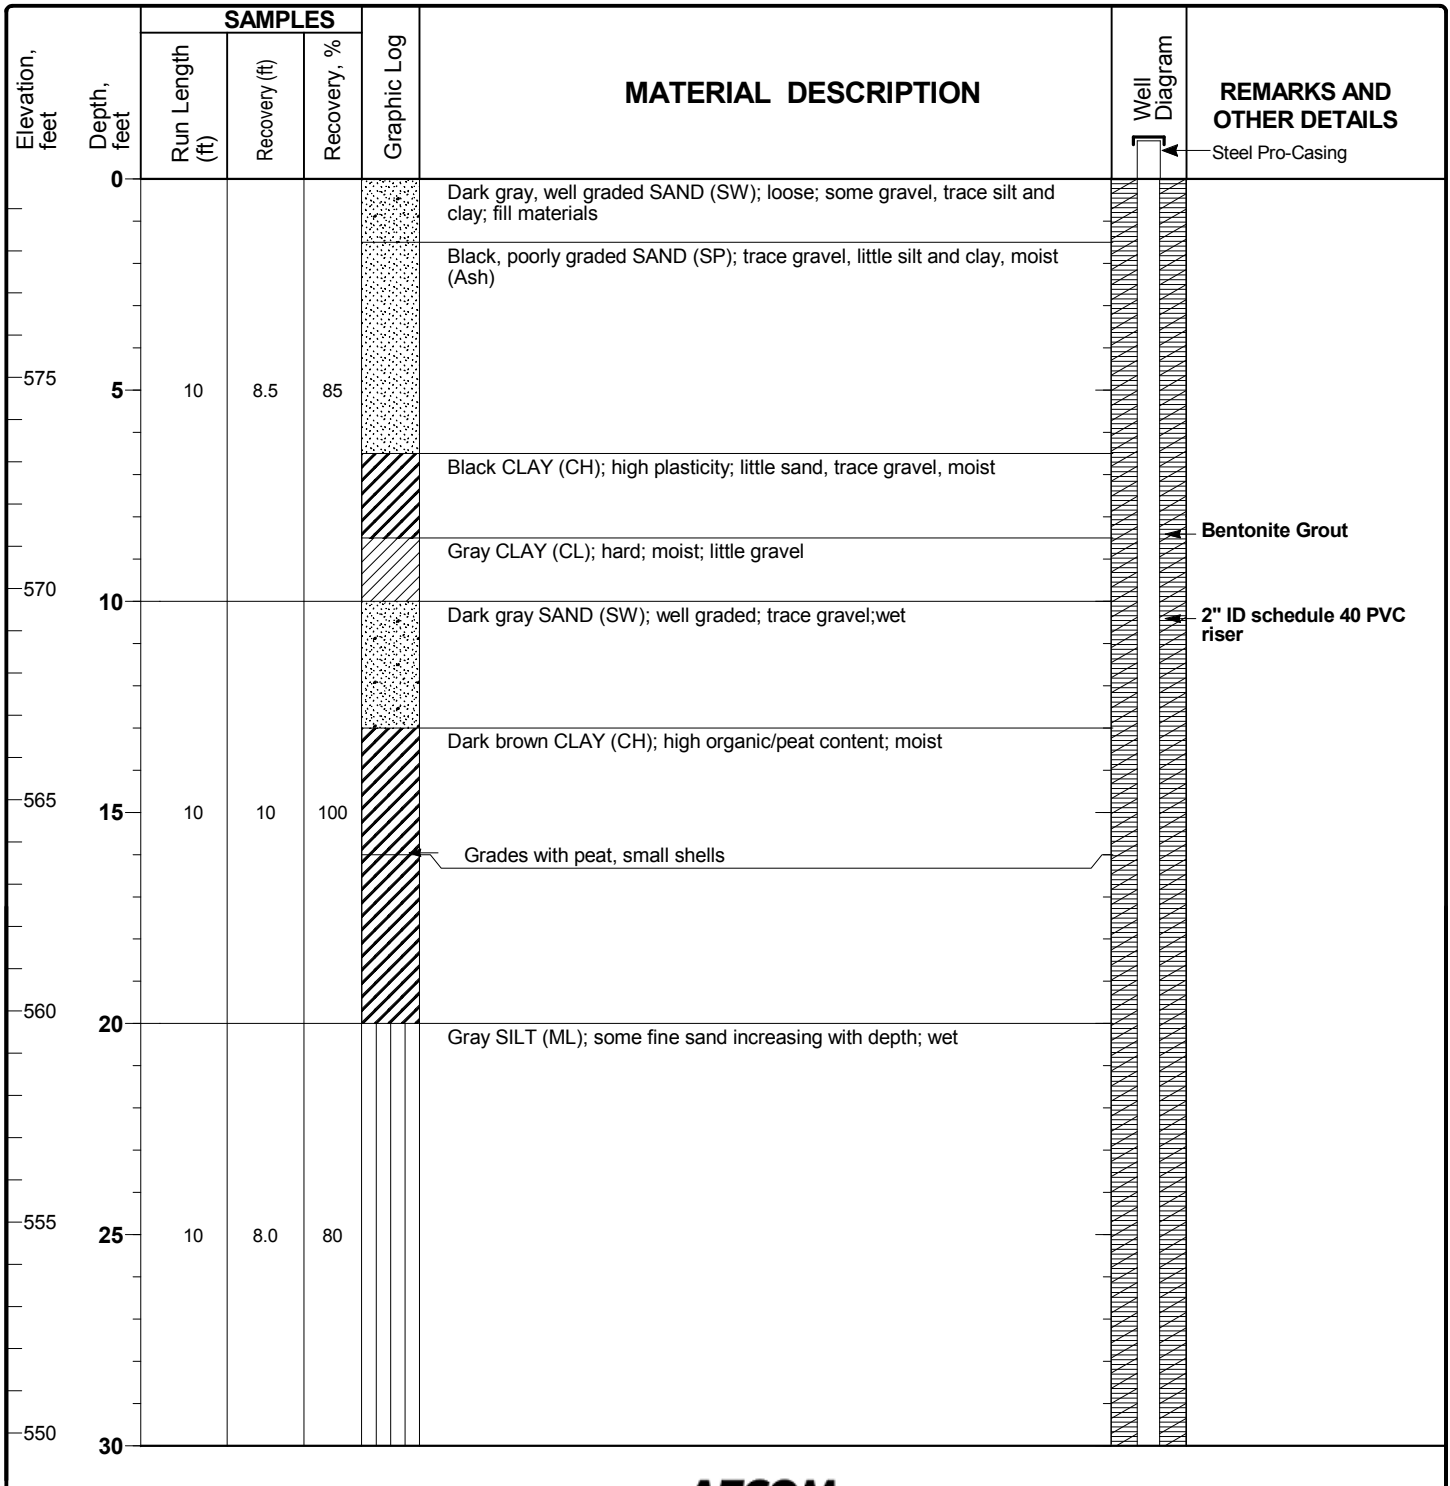 SAMPLES
Elevation,
feet
Depth,
feet
Run Length
(ft)
Recovery (ft)
Recovery, %
Graphic Log
MATERIAL DESCRIPTION
Well
Diagram
REMARKS AND
OTHER DETAILS
Steel Pro-Casing
0
Dark gray, well graded SAND (SW); loose; some gravel, trace silt and
clay; fill materials
Black, poorly graded SAND (SP); trace gravel, little silt and clay, moist
(Ash)
575
5
10
8.5
85
Black CLAY (CH); high plasticity; little sand, trace gravel, moist
Bentonite Grout
Gray CLAY (CL); hard; moist; little gravel
570
10
Dark gray SAND (SW); well graded; trace gravel;wet
2" ID schedule 40 PVC
riser
Dark brown CLAY (CH); high organic/peat content; moist
565
15
10
10
100
Grades with peat, small shells
560
20
Gray SILT (ML); some fine sand increasing with depth; wet
555
25
10
8.0
80
550
30
AECOM